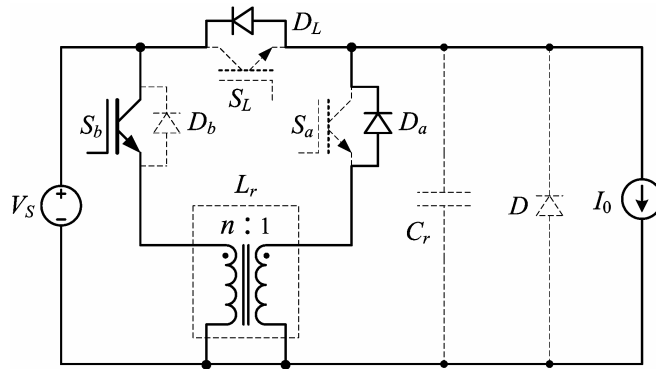 D_L
S_L
S_b
D_b
S_a
D_a
L_r
V_S
+
−
n : 1
C_r
D
I_0